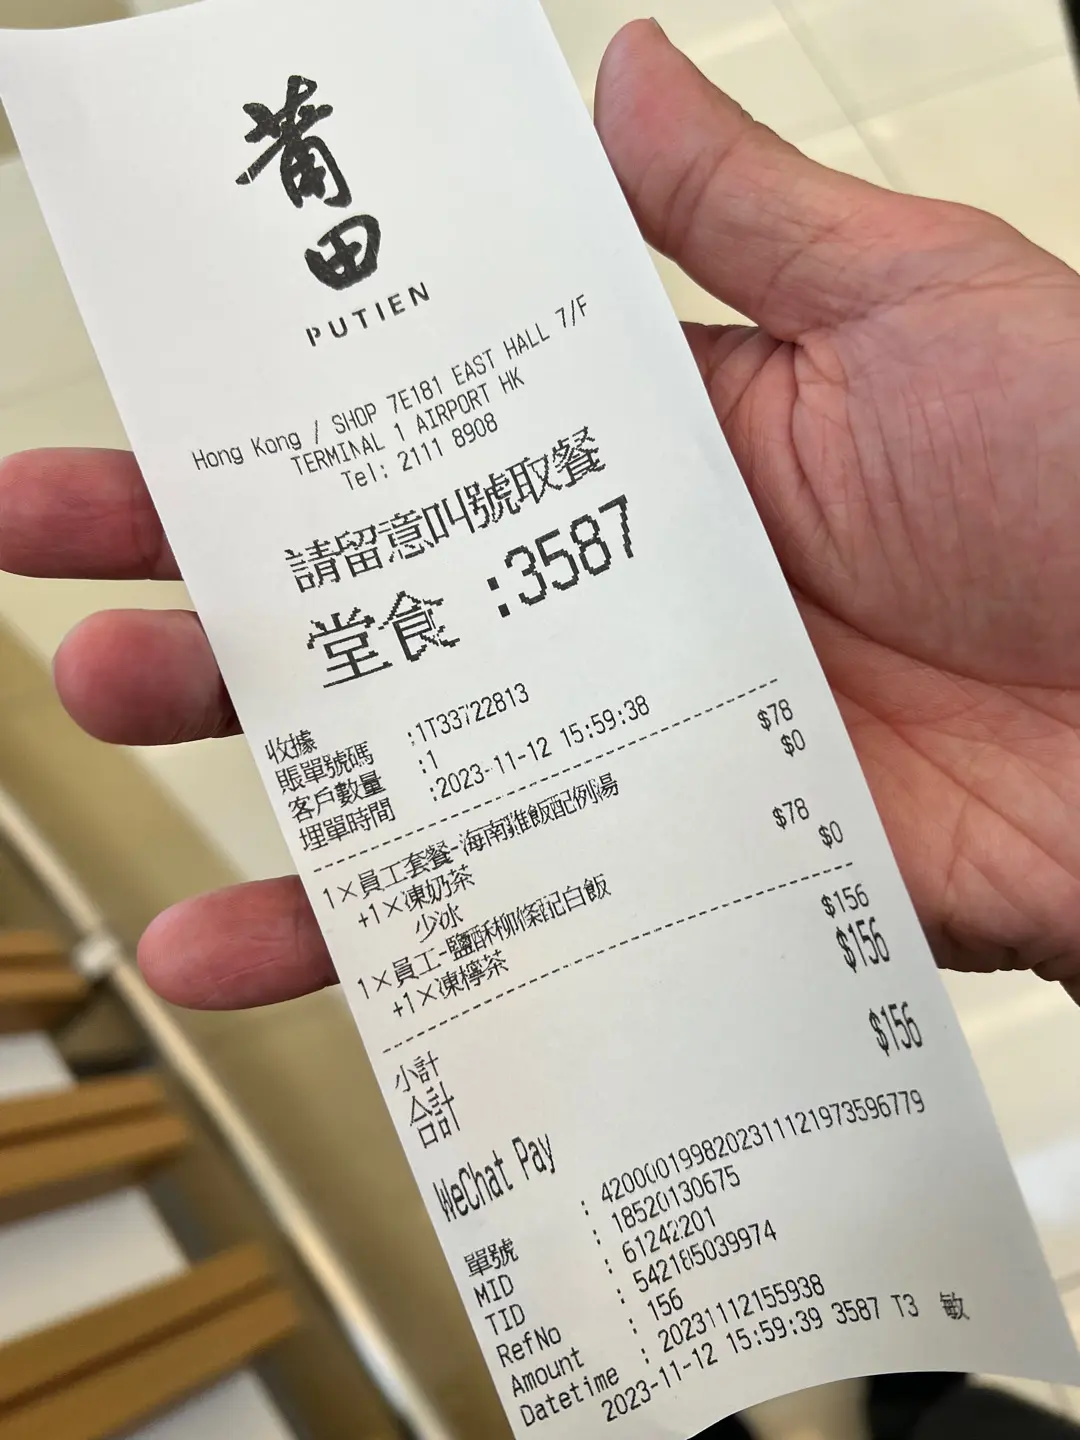 莆田
PUTIEN
Hong Kong / SHOP 7E181 EAST HALL 7/F
TERMINAL 1 AIRPORT HK
Tel: 2111 8908
請留意叫號取餐
堂食 :3587
收據
賬單號碼 :1T33722813
客戶數量 :1
埋單時間 :2023-11-12 15:59:38
1×員工套餐-海南雞飯配例湯 $78
+1×凍奶茶 $0
少冰
1×員工-鹽酥柳條配白飯 $78
+1×凍檸茶 $0
小計 $156
合計 $156
WeChat Pay $156
單號 : 4200001998202311121973596779
MID : 18520130675
TID : 61242201
RefNo : 542185039974
Amount : 156
Datetime : 20231112155938
2023-11-12 15:59:39 3587 T3 敏